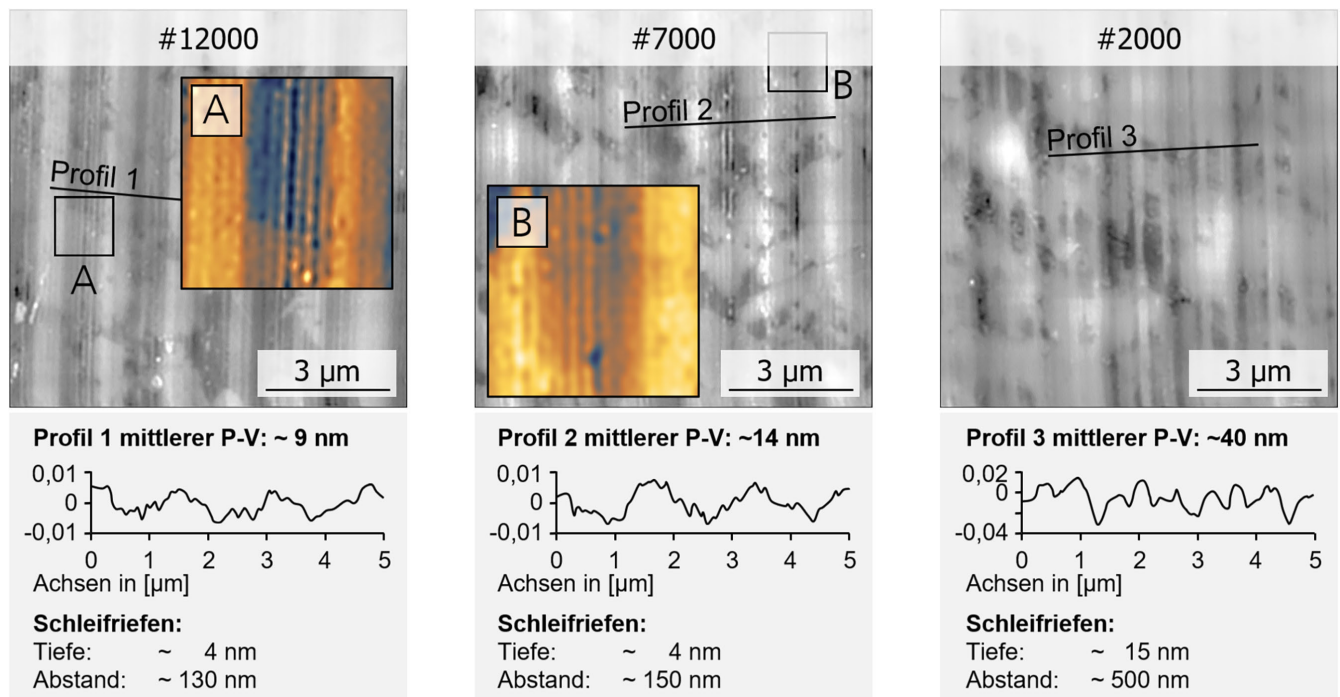 #12000
A
Profil 1
A
3 µm
Profil 1 mittlerer P-V: ~ 9 nm
0,01
0
-0,01
0 1 2 3 4 5
Achsen in [µm]
Schleifriefen:
Tiefe: ~ 4 nm
Abstand: ~ 130 nm
#7000
B
Profil 2
B
3 µm
Profil 2 mittlerer P-V: ~14 nm
0,01
0
-0,01
0 1 2 3 4 5
Achsen in [µm]
Schleifriefen:
Tiefe: ~ 4 nm
Abstand: ~ 150 nm
#2000
Profil 3
3 µm
Profil 3 mittlerer P-V: ~40 nm
0,02
0
-0,04
0 1 2 3 4 5
Achsen in [µm]
Schleifriefen:
Tiefe: ~ 15 nm
Abstand: ~ 500 nm